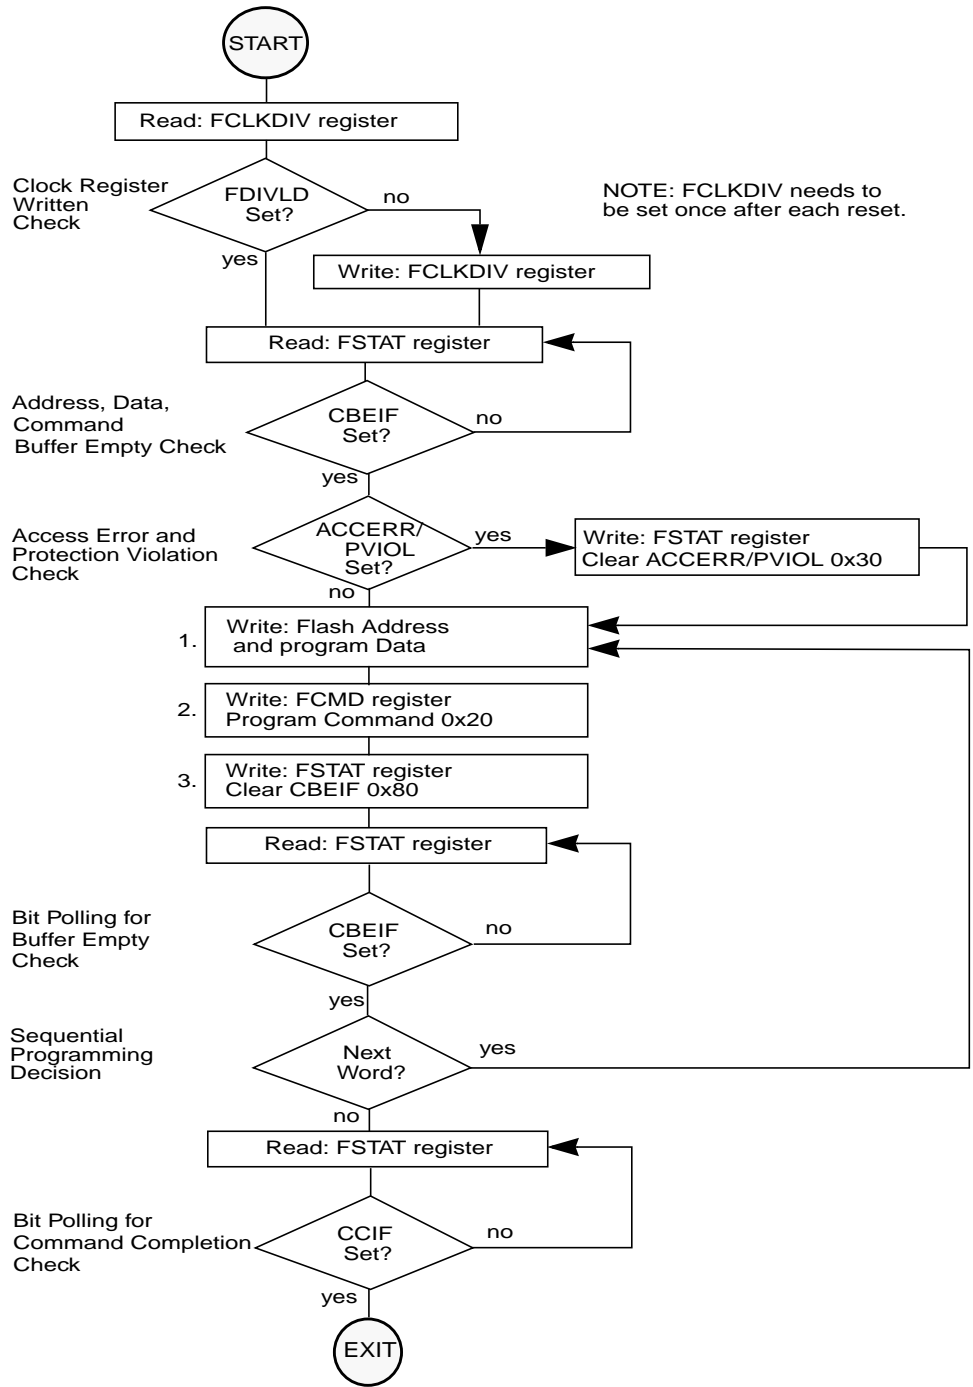 START
Read: FCLKDIV register
Clock Register
Written
Check
FDIVLD
Set?
no
yes
NOTE: FCLKDIV needs to
be set once after each reset.
Write: FCLKDIV register
Read: FSTAT register
Address, Data,
Command
Buffer Empty Check
CBEIF
Set?
no
yes
Access Error and
Protection Violation
Check
ACCERR/
PVIOL
Set?
yes
no
Write: FSTAT register
Clear ACCERR/PVIOL 0x30
1.
Write: Flash Address
and program Data
2.
Write: FCMD register
Program Command 0x20
3.
Write: FSTAT register
Clear CBEIF 0x80
Read: FSTAT register
Bit Polling for
Buffer Empty
Check
CBEIF
Set?
no
yes
Sequential
Programming
Decision
Next
Word?
yes
no
Read: FSTAT register
Bit Polling for
Command Completion
Check
CCIF
Set?
no
yes
EXIT